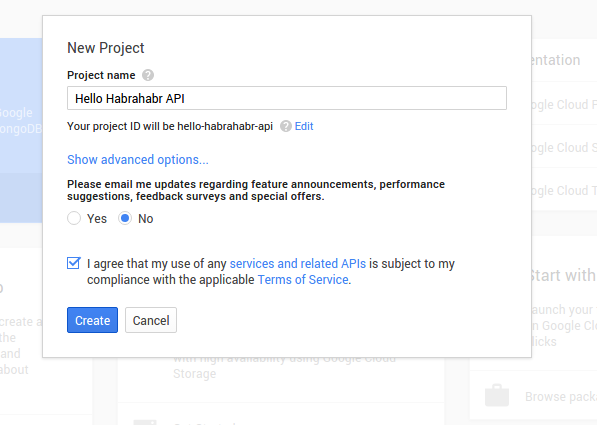 New Project
Project name
Hello Habrahabr API
Your project ID will be hello-habrahabr-api Edit
Show advanced options...
Please email me updates regarding feature announcements, performance
suggestions, feedback surveys and special offers.
Yes No
I agree that my use of any services and related APIs is subject to my
compliance with the applicable Terms of Service.
Create Cancel
Google
ongoDB
create a
the
and
about
with high availability using Google Cloud
Storage
entation
ogle Cloud
ogle Cloud S
ogle Cloud T
Start with
aunch your
n Google Clou
licks
Browse pack